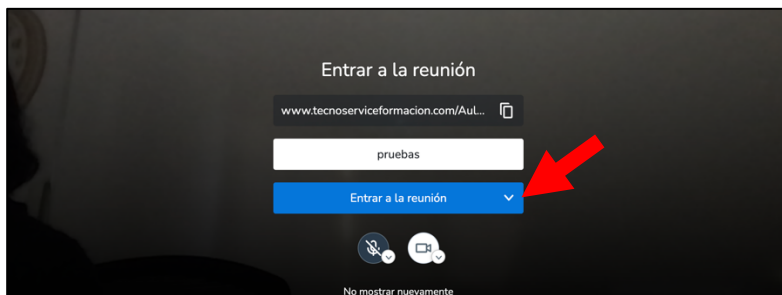 Entrar a la reunión
www.tecnoserviceformacion.com/Aul...
pruebas
Entrar a la reunión
No mostrar nuevamente